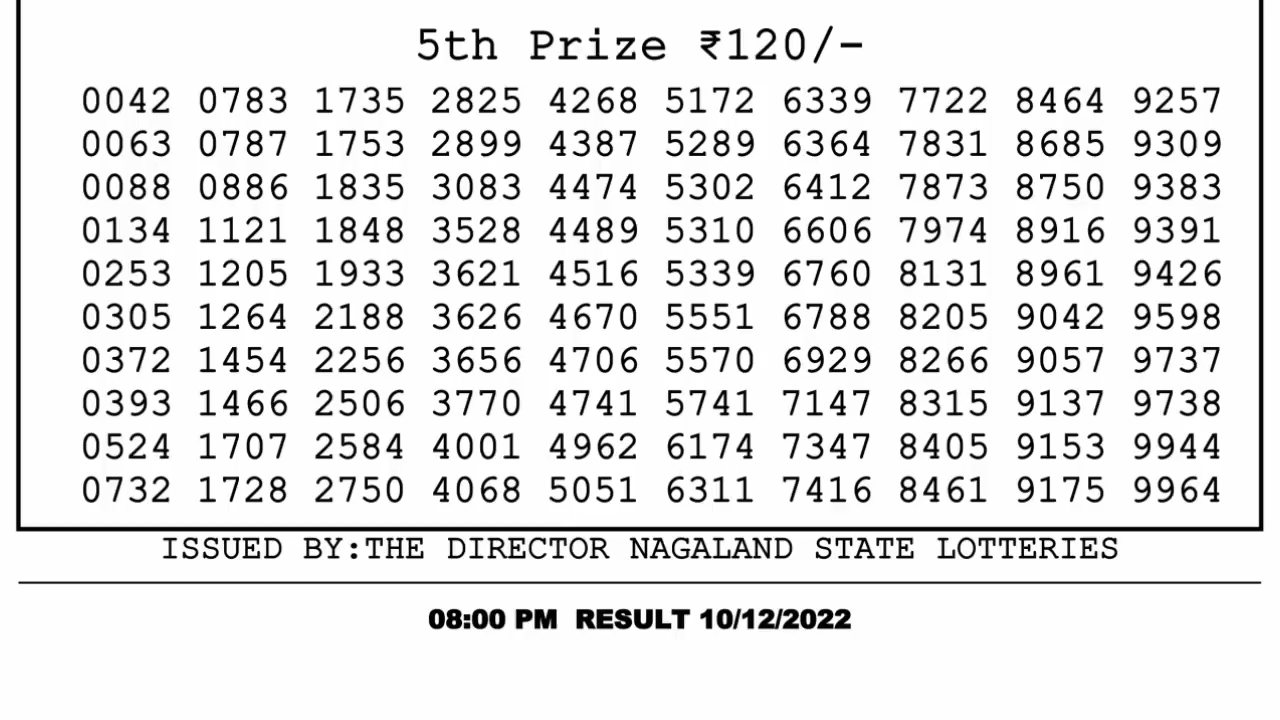 5th Prize ₹120/-
0042 0783 1735 2825 4268 5172 6339 7722 8464 9257
0063 0787 1753 2899 4387 5289 6364 7831 8685 9309
0088 0886 1835 3083 4474 5302 6412 7873 8750 9383
0134 1121 1848 3528 4489 5310 6606 7974 8916 9391
0253 1205 1933 3621 4516 5339 6760 8131 8961 9426
0305 1264 2188 3626 4670 5551 6788 8205 9042 9598
0372 1454 2256 3656 4706 5570 6929 8266 9057 9737
0393 1466 2506 3770 4741 5741 7147 8315 9137 9738
0524 1707 2584 4001 4962 6174 7347 8405 9153 9944
0732 1728 2750 4068 5051 6311 7416 8461 9175 9964
ISSUED BY:THE DIRECTOR NAGALAND STATE LOTTERIES
08:00 PM RESULT 10/12/2022